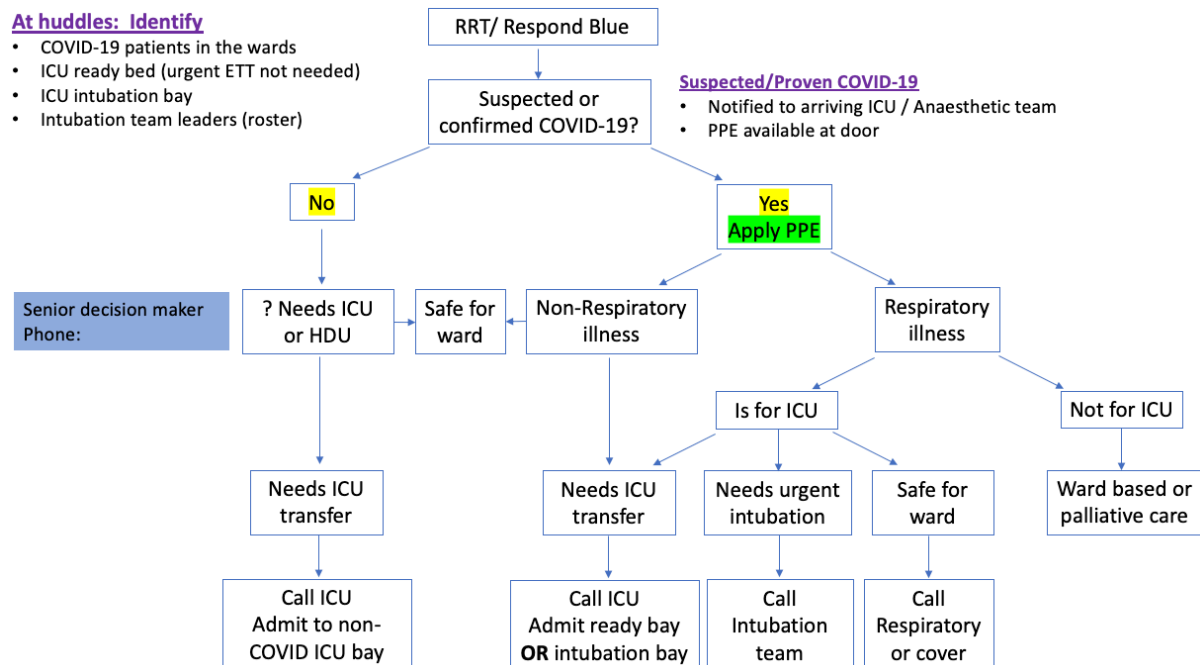 At huddles: Identify
• COVID-19 patients in the wards
• ICU ready bed (urgent ETT not needed)
• ICU intubation bay
• Intubation team leaders (roster)
RRT/ Respond Blue
Suspected or
confirmed COVID-19?
Suspected/Proven COVID-19
• Notified to arriving ICU / Anaesthetic team
• PPE available at door
No
Yes
Apply PPE
Senior decision maker
Phone:
? Needs ICU
or HDU
Safe for
ward
Non-Respiratory
illness
Respiratory
illness
Is for ICU
Not for ICU
Needs ICU
transfer
Needs ICU
transfer
Needs urgent
intubation
Safe for
ward
Ward based or
palliative care
Call ICU
Admit to non-
COVID ICU bay
Call ICU
Admit ready bay
OR intubation bay
Call
Intubation
team
Call
Respiratory
or cover